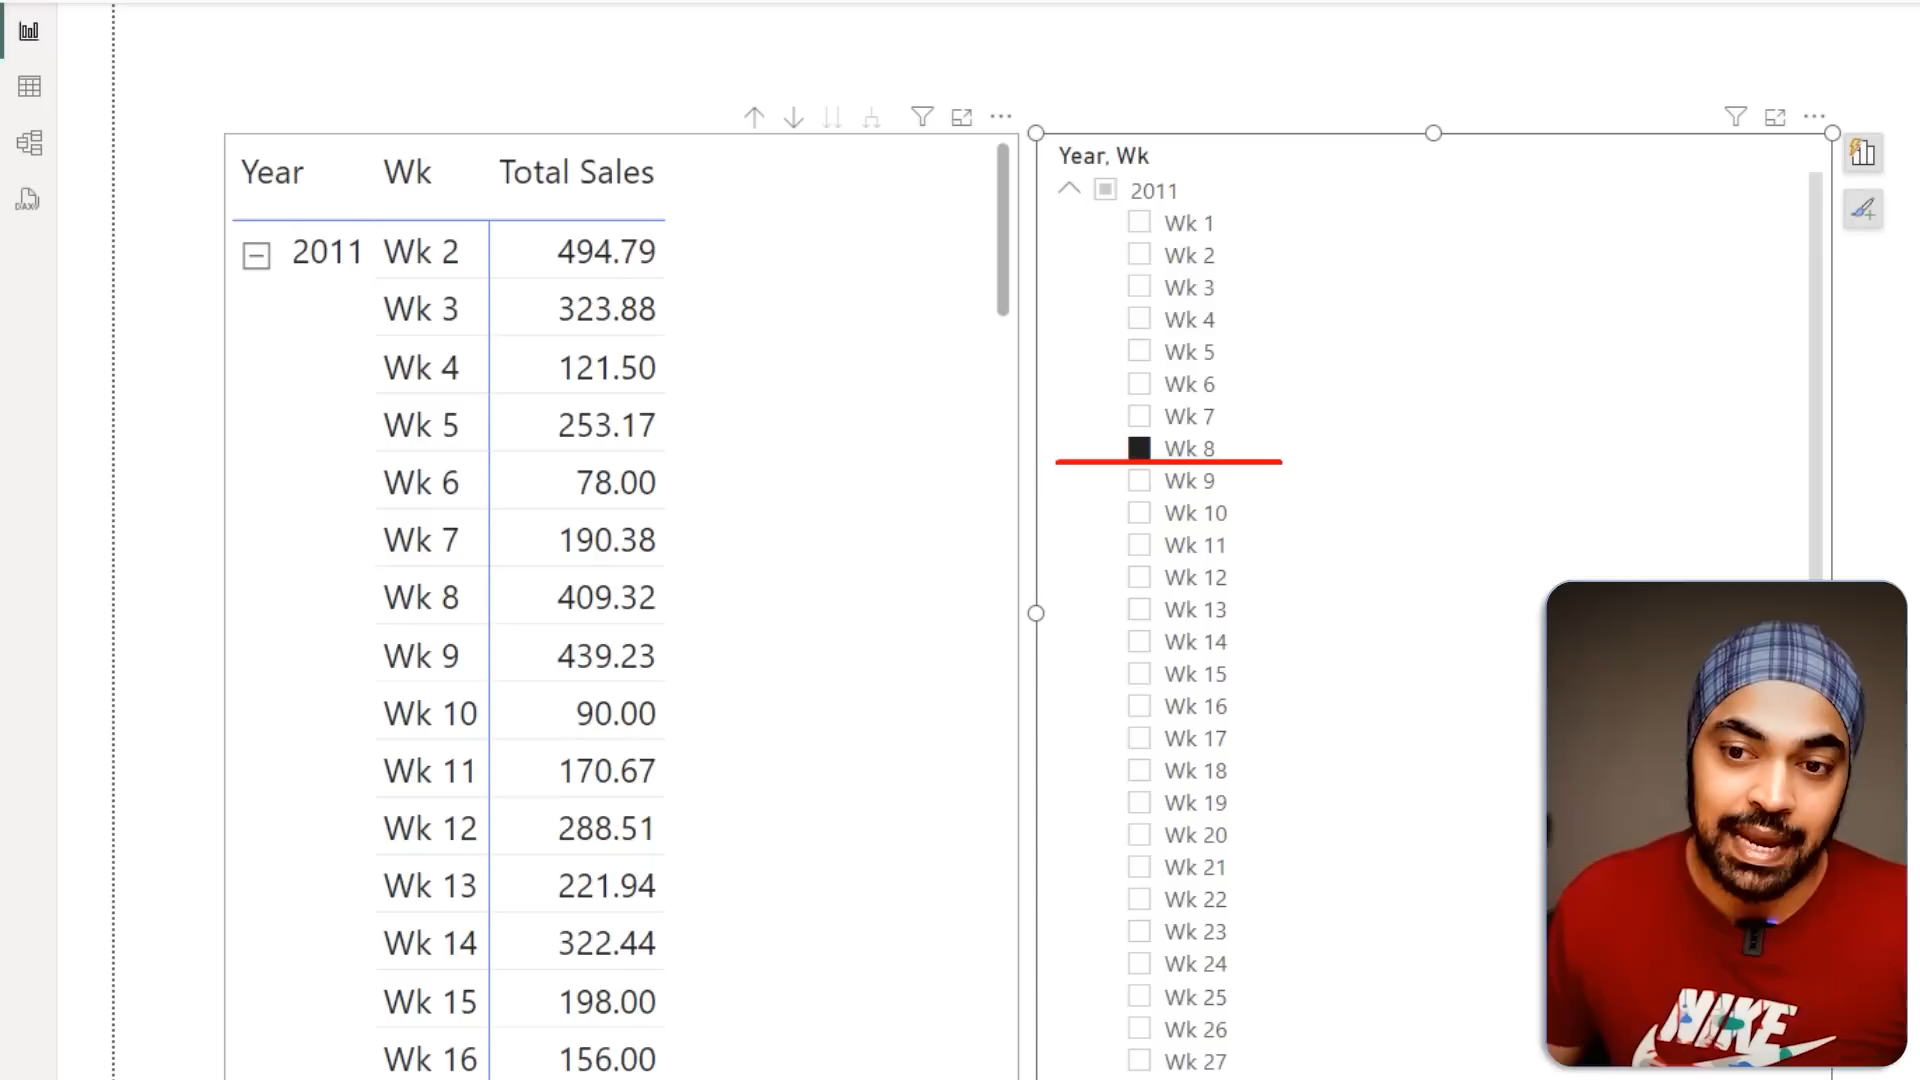 Year Wk Total Sales
2011 Wk 2 494.79
Wk 3 323.88
Wk 4 121.50
Wk 5 253.17
Wk 6 78.00
Wk 7 190.38
Wk 8 409.32
Wk 9 439.23
Wk 10 90.00
Wk 11 170.67
Wk 12 288.51
Wk 13 221.94
Wk 14 322.44
Wk 15 198.00
Wk 16 156.00
Year, Wk
2011
Wk 1
Wk 2
Wk 3
Wk 4
Wk 5
Wk 6
Wk 7
Wk 8
Wk 9
Wk 10
Wk 11
Wk 12
Wk 13
Wk 14
Wk 15
Wk 16
Wk 17
Wk 18
Wk 19
Wk 20
Wk 21
Wk 22
Wk 23
Wk 24
Wk 25
Wk 26
Wk 27
DAX
NIKE